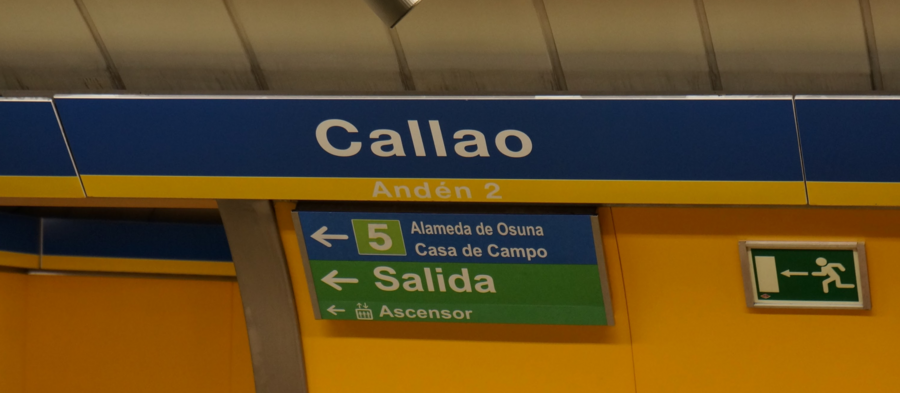 Callao
Andén 2
5 Alameda de Osuna
Casa de Campo
Salida
Ascensor